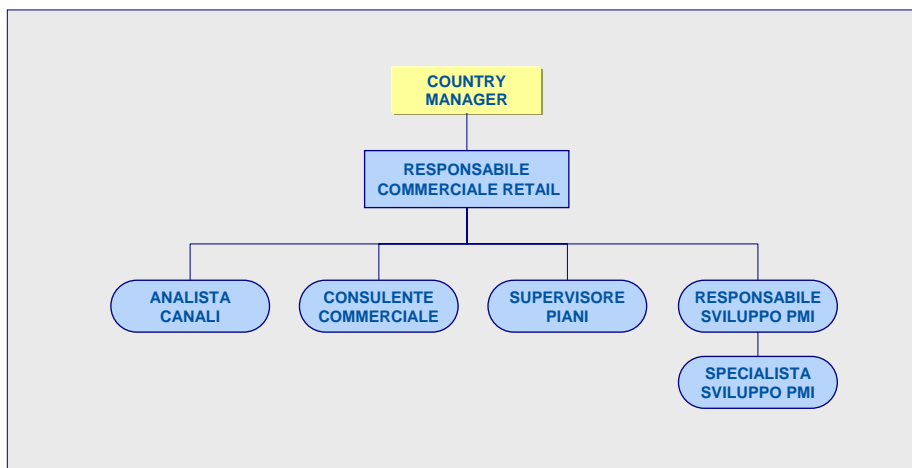 COUNTRY
MANAGER
RESPONSABILE
COMMERCIALE RETAIL
ANALISTA
CANALI
CONSULENTE
COMMERCIALE
SUPERVISORE
PIANI
RESPONSABILE
SVILUPPO PMI
SPECIALISTA
SVILUPPO PMI